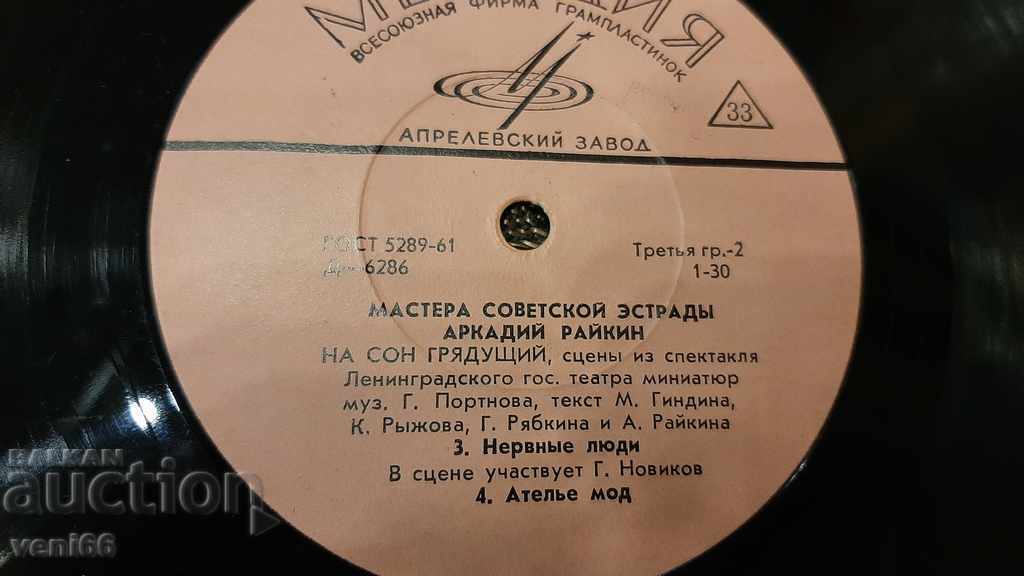 ВСЕСОЮЗНАЯ ФИРМА ГРАМПЛАСТИНОК
33
АПРЕЛЕВСКИЙ ЗАВОД
ГОСТ 5289-61
Третья гр.-2
6286
1-30
МАСТЕРА СОВЕТСКОЙ ЭСТРАДЫ
АРКАДИЙ РАЙКИН
НА СОН ГРЯДУЩИЙ, сцены из спектакля
Ленинградского гос. театра миниатюр
муз. Г. Портнова, текст М. Гиндина,
К. Рыжова, Г. Рябкина и А. Райкина
3. Нервные люди
В сцене участвует Г. Новиков
4. Ателье мод
BALKAN
auction
veni66